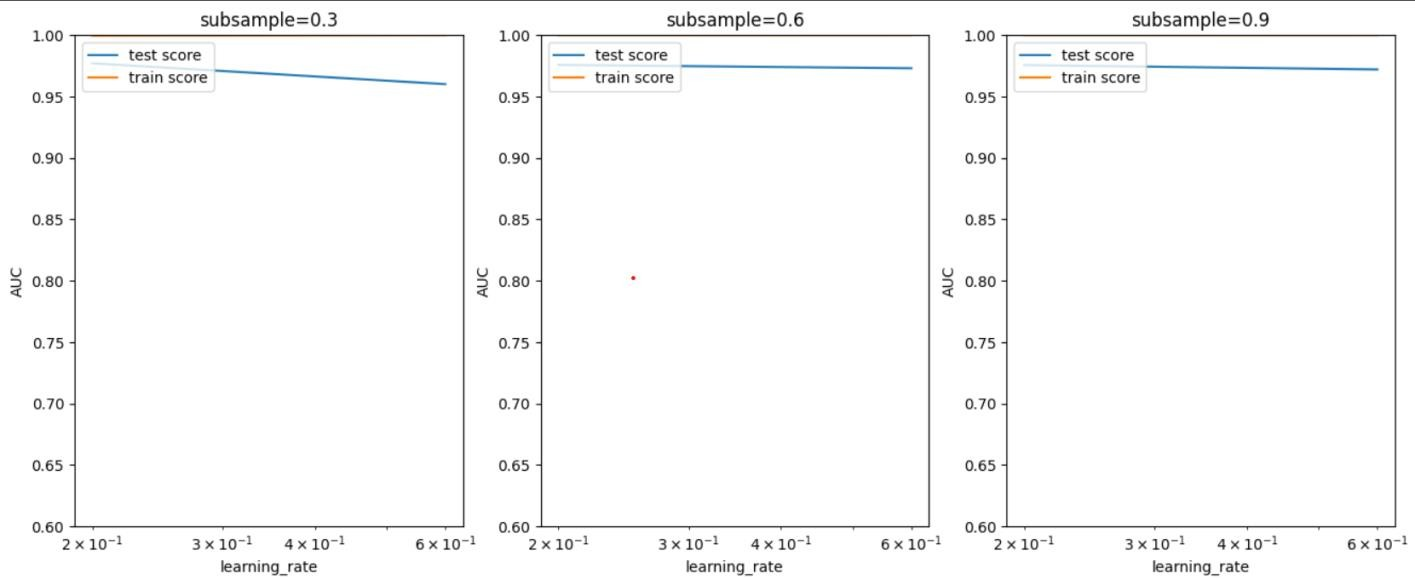 subsample=0.3
test score
train score
1.00
0.95
0.90
0.85
0.80
0.75
0.70
0.65
0.60
AUC
2 × 10⁻¹ 3 × 10⁻¹ 4 × 10⁻¹ 6 × 10⁻¹
learning_rate
subsample=0.6
test score
train score
1.00
0.95
0.90
0.85
0.80
0.75
0.70
0.65
0.60
AUC
2 × 10⁻¹ 3 × 10⁻¹ 4 × 10⁻¹ 6 × 10⁻¹
learning_rate
subsample=0.9
test score
train score
1.00
0.95
0.90
0.85
0.80
0.75
0.70
0.65
0.60
AUC
2 × 10⁻¹ 3 × 10⁻¹ 4 × 10⁻¹ 6 × 10⁻¹
learning_rate